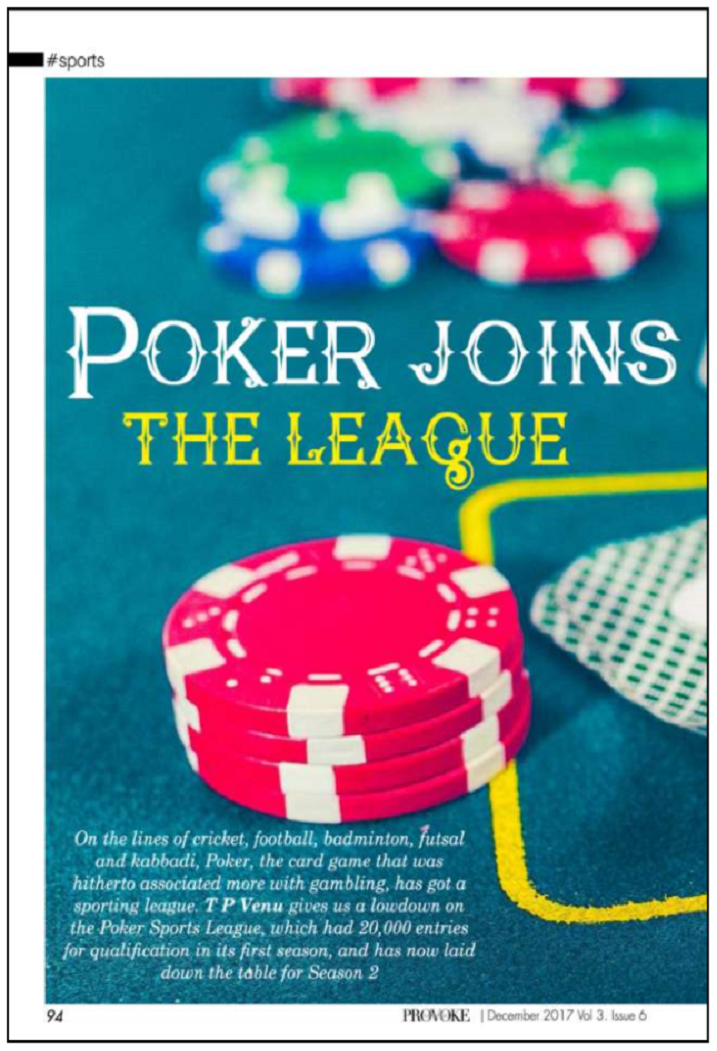 #sports
POKER JOINS
THE LEAGUE
On the lines of cricket, football, badminton, futsal
and kabbadi, Poker, the card game that was
hitherto associated more with gambling, has got a
sporting league. T P Venu gives us a lowdown on
the Poker Sports League, which had 20,000 entries
for qualification in its first season, and has now laid
down the table for Season 2
94
PROVOKE | December 2017 Vol 3. Issue 6